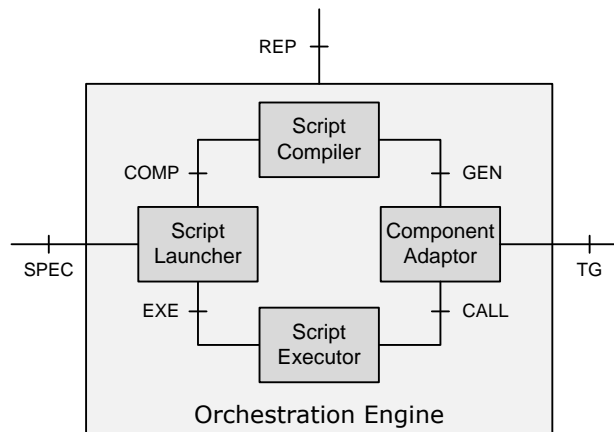 REP
Script
Compiler
COMP
GEN
Script
Launcher
Component
Adaptor
SPEC
TG
EXE
CALL
Script
Executor
Orchestration Engine